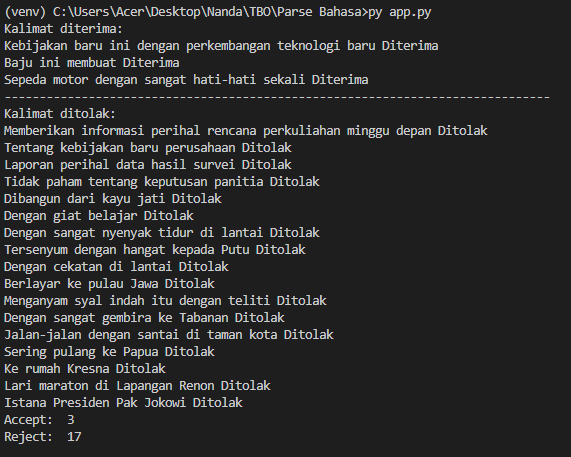 (venv) C:\Users\Acer\Desktop\Nanda\TBO\Parse Bahasa>py app.py
Kalimat diterima:
Kebijakan baru ini dengan perkembangan teknologi baru Diterima
Baju ini membuat Diterima
Sepeda motor dengan sangat hati-hati sekali Diterima
------------------------------------------------------------------------------
Kalimat ditolak:
Memberikan informasi perihal rencana perkuliahan minggu depan Ditolak
Tentang kebijakan baru perusahaan Ditolak
Laporan perihal data hasil survei Ditolak
Tidak paham tentang keputusan panitia Ditolak
Dibangun dari kayu jati Ditolak
Dengan giat belajar Ditolak
Dengan sangat nyenyak tidur di lantai Ditolak
Tersenyum dengan hangat kepada Putu Ditolak
Dengan cekatan di lantai Ditolak
Berlayar ke pulau Jawa Ditolak
Menganyam syal indah itu dengan teliti Ditolak
Dengan sangat gembira ke Tabanan Ditolak
Jalan-jalan dengan santai di taman kota Ditolak
Sering pulang ke Papua Ditolak
Ke rumah Kresna Ditolak
Lari maraton di Lapangan Renon Ditolak
Istana Presiden Pak Jokowi Ditolak
Accept:  3
Reject:  17